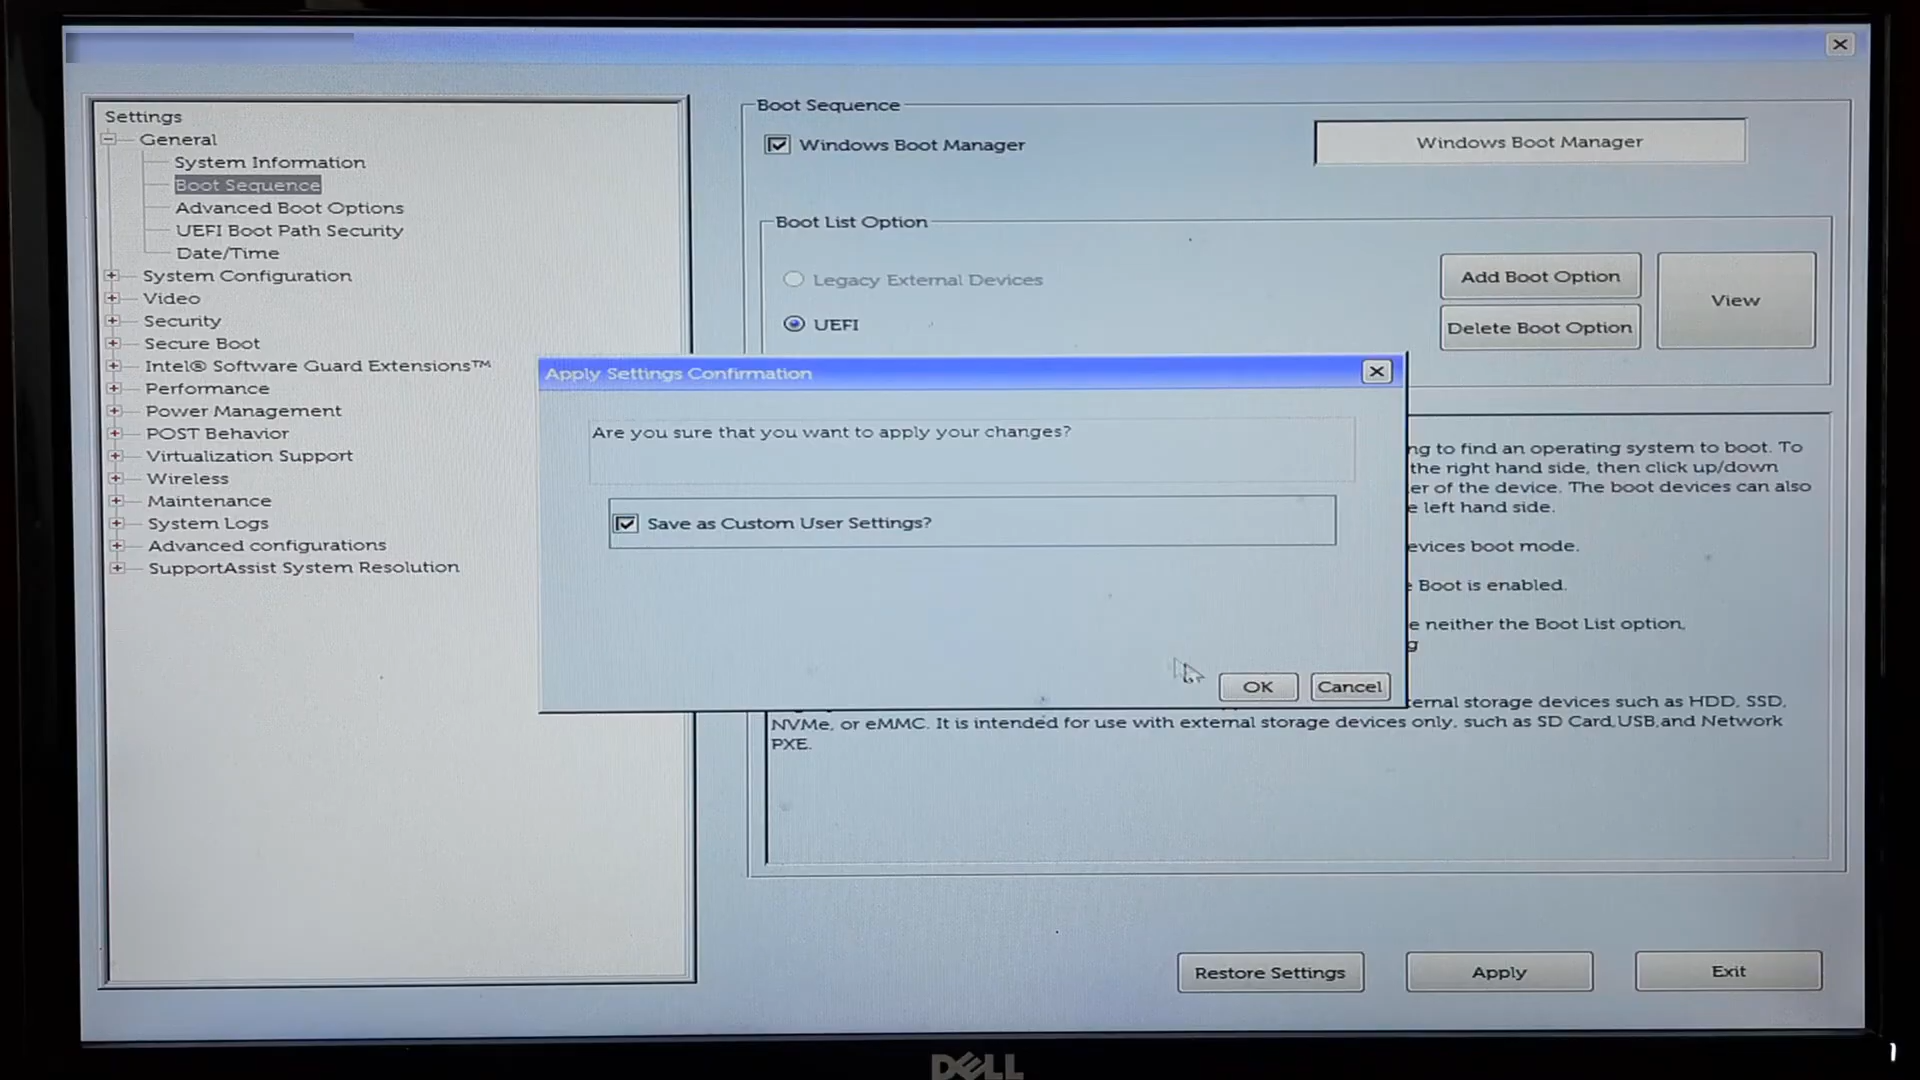 Settings
General
System Information
Boot Sequence
Advanced Boot Options
UEFI Boot Path Security
Date/Time
System Configuration
Video
Security
Secure Boot
Intel® Software Guard Extensions™
Performance
Power Management
POST Behavior
Virtualization Support
Wireless
Maintenance
System Logs
Advanced configurations
SupportAssist System Resolution
Boot Sequence
Windows Boot Manager
Windows Boot Manager
Boot List Option
Legacy External Devices
UEFI
Add Boot Option
Delete Boot Option
View
Apply Settings Confirmation
Are you sure that you want to apply your changes?
Save as Custom User Settings?
OK
Cancel
ng to find an operating system to boot. To
the right hand side, then click up/down
er of the device. The boot devices can also
e left hand side.
evices boot mode.
Boot is enabled.
e neither the Boot List option,
g
ernal storage devices such as HDD, SSD,
NVMe, or eMMC. It is intended for use with external storage devices only, such as SD Card,USB,and Network
PXE.
Restore Settings
Apply
Exit
DELL